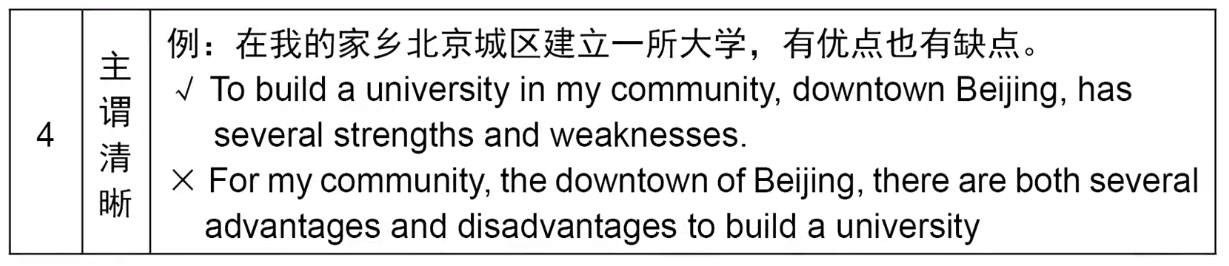 4
主谓清晰
例：在我的家乡北京城区建立一所大学，有优点也有缺点。
√ To build a university in my community, downtown Beijing, has
several strengths and weaknesses.
× For my community, the downtown of Beijing, there are both several
advantages and disadvantages to build a university